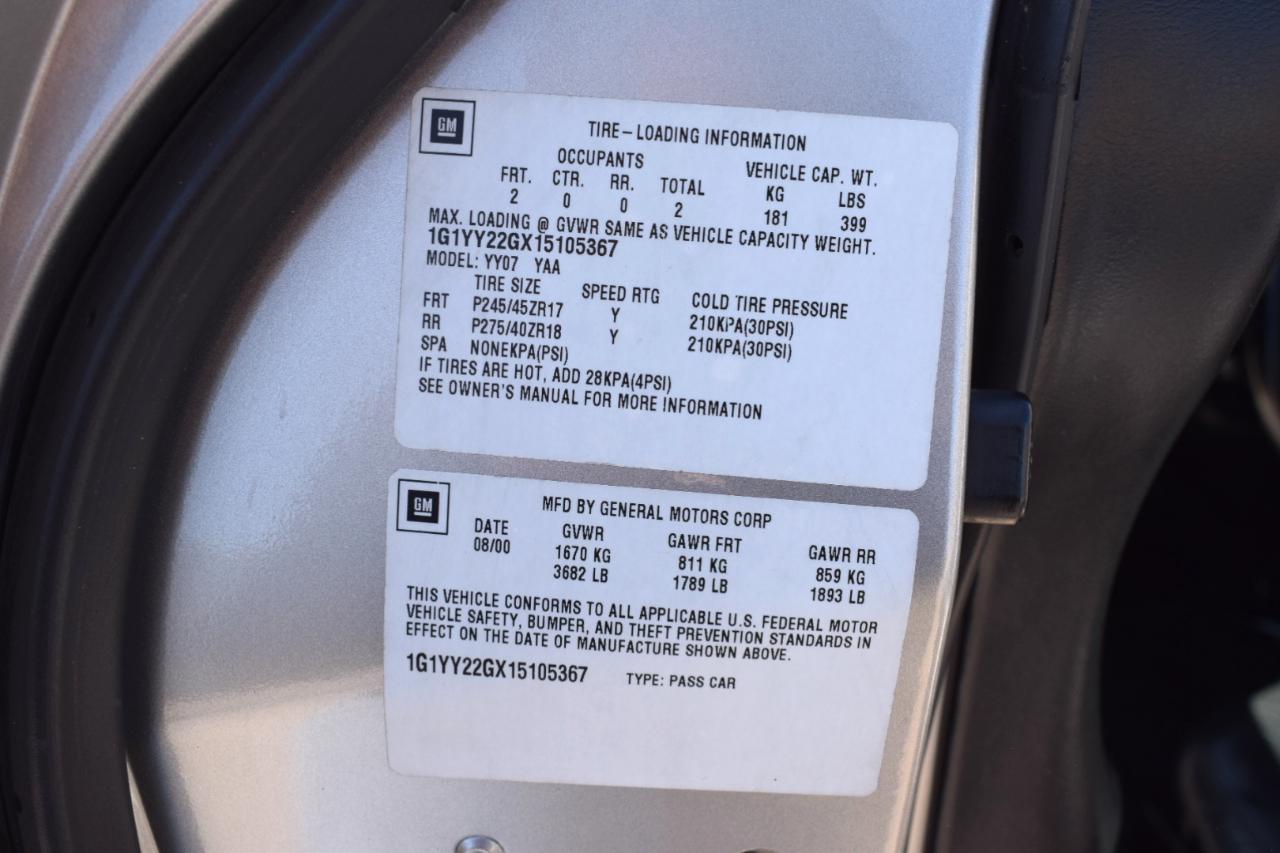 GM
TIRE-LOADING INFORMATION
OCCUPANTS VEHICLE CAP. WT.
FRT. CTR. RR. TOTAL KG LBS
2 0 0 2 181 399
MAX. LOADING @ GVWR SAME AS VEHICLE CAPACITY WEIGHT.
1G1YY22GX15105367
MODEL: YY07 YAA
TIRE SIZE SPEED RTG COLD TIRE PRESSURE
FRT P245/45ZR17 Y 210KPA(30PSI)
RR P275/40ZR18 Y 210KPA(30PSI)
SPA NONEKPA(PSI)
IF TIRES ARE HOT, ADD 28KPA(4PSI)
SEE OWNER'S MANUAL FOR MORE INFORMATION
GM
MFD BY GENERAL MOTORS CORP
DATE GVWR GAWR FRT GAWR RR
08/00 1670 KG 811 KG 859 KG
3682 LB 1789 LB 1893 LB
THIS VEHICLE CONFORMS TO ALL APPLICABLE U.S. FEDERAL MOTOR
VEHICLE SAFETY, BUMPER, AND THEFT PREVENTION STANDARDS IN
EFFECT ON THE DATE OF MANUFACTURE SHOWN ABOVE.
1G1YY22GX15105367 TYPE: PASS CAR